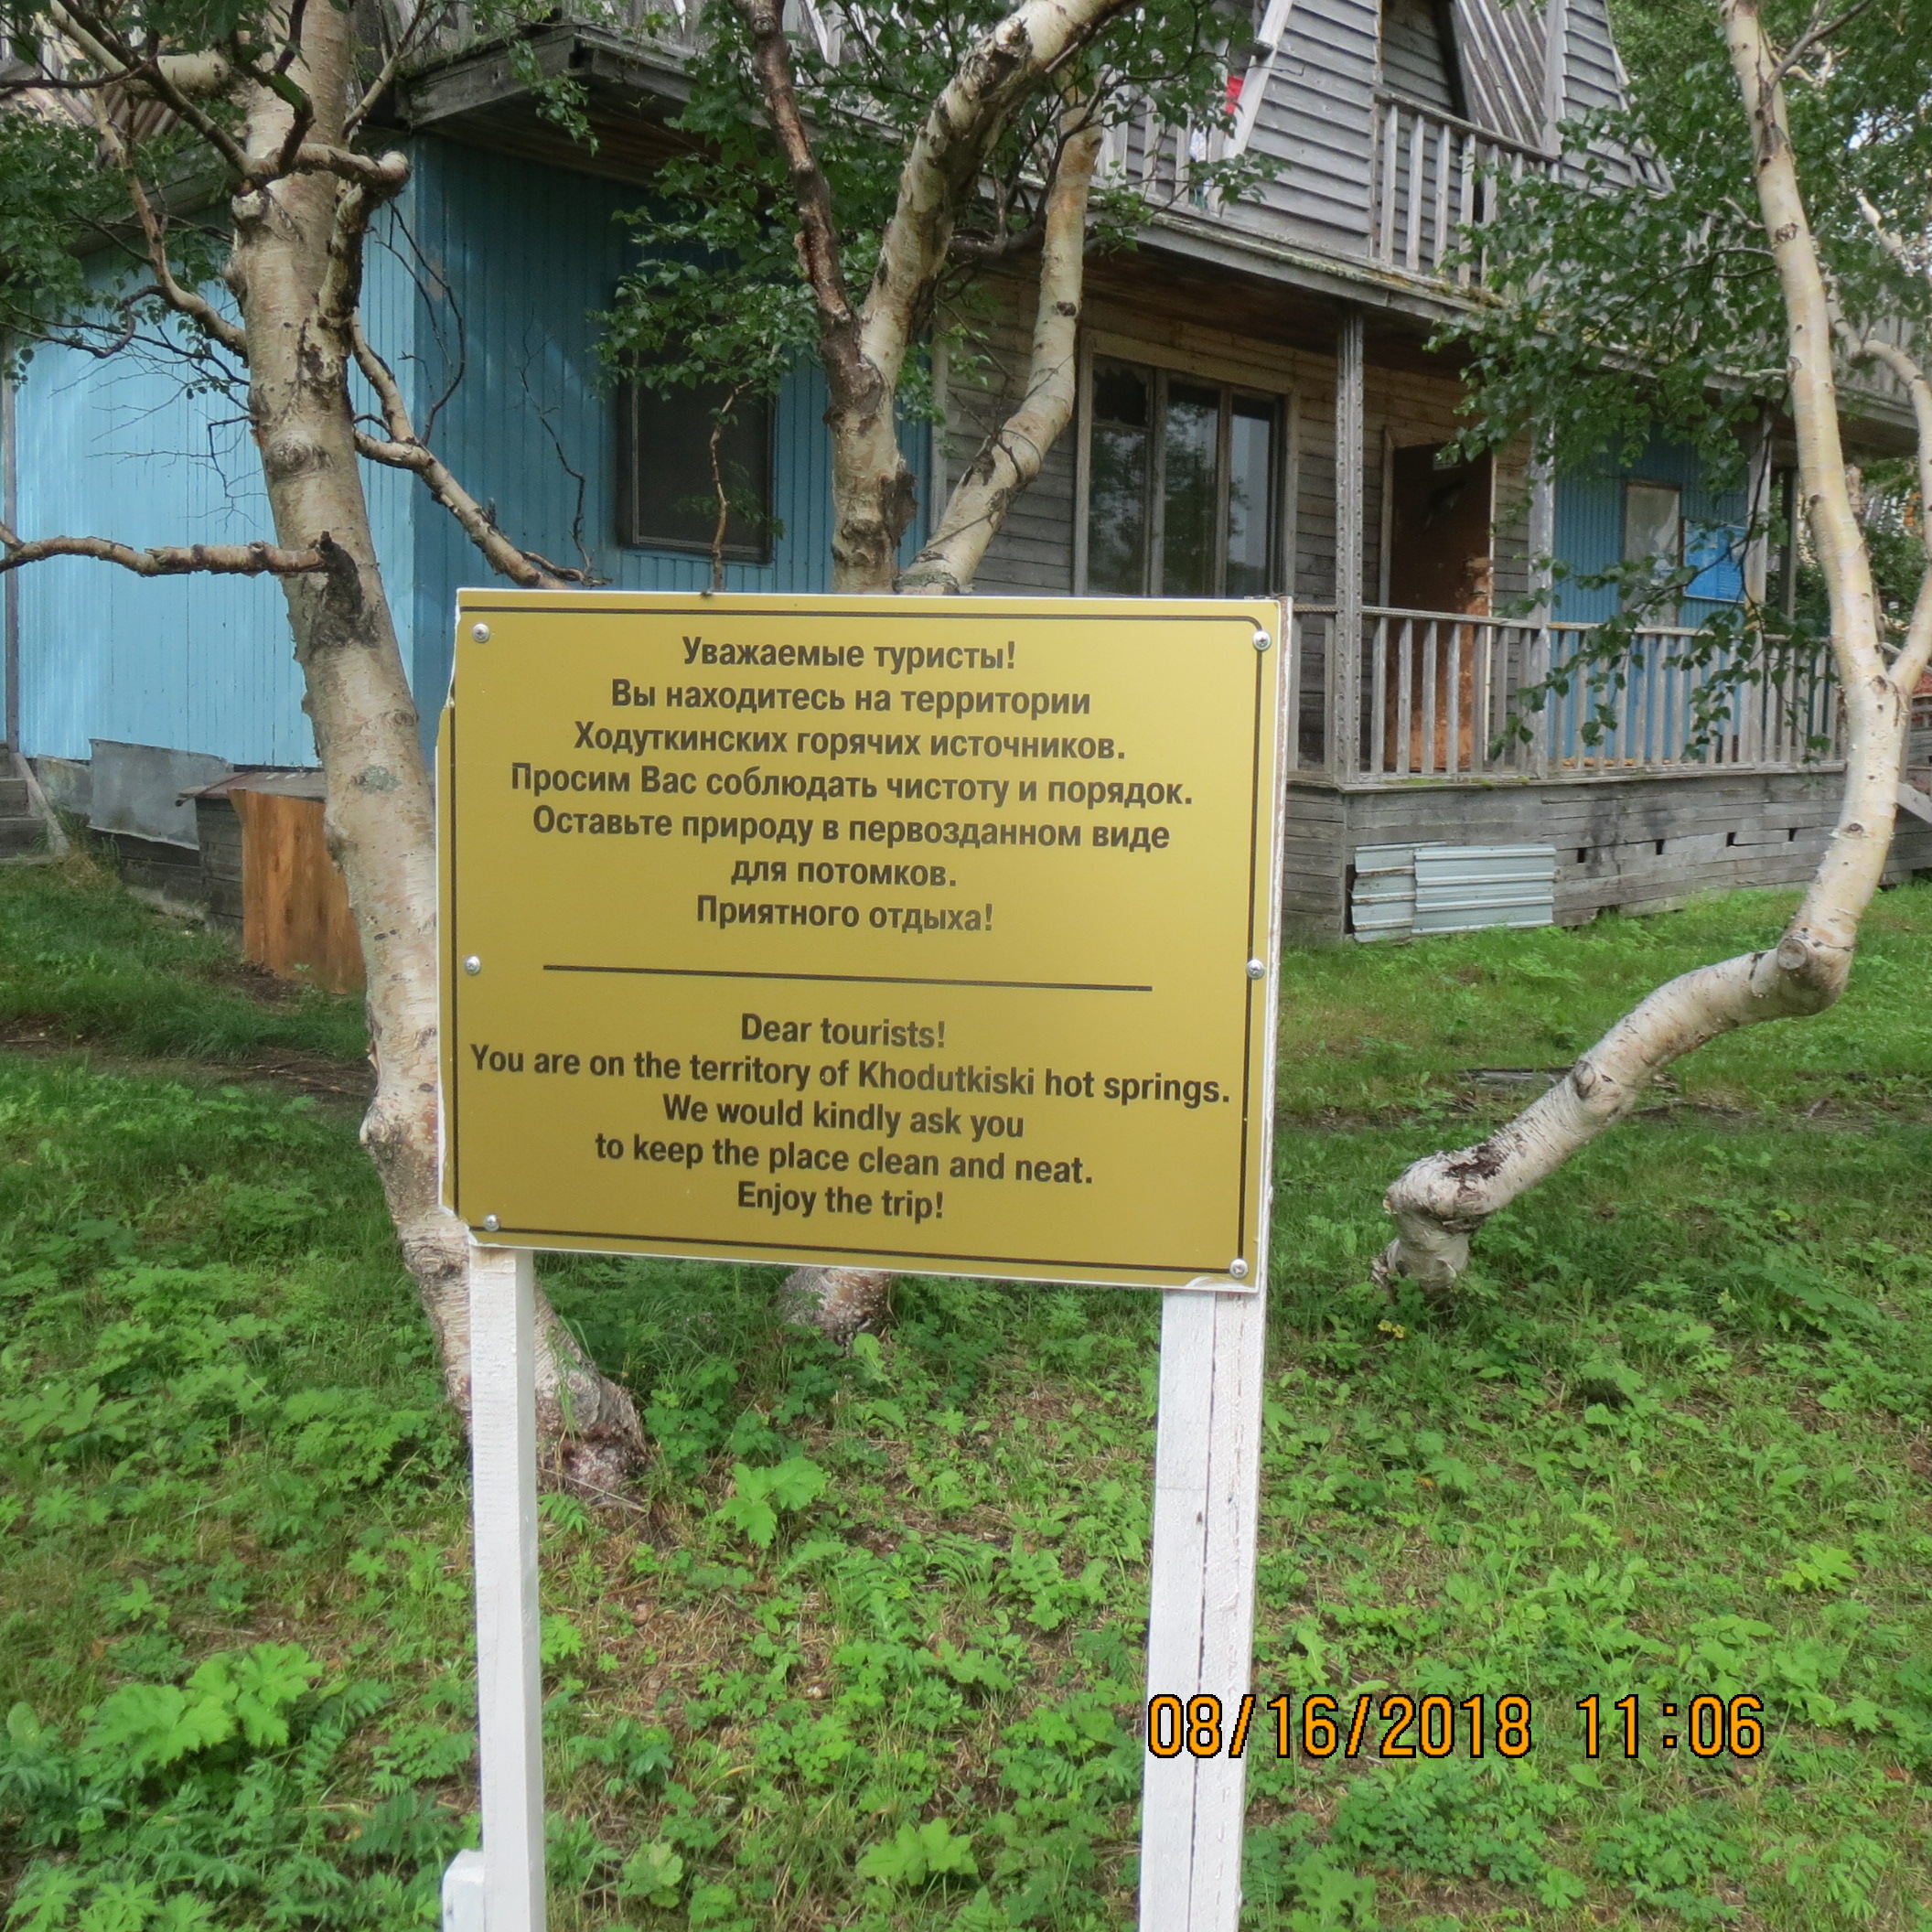 Уважаемые туристы!
Вы находитесь на территории
Ходуткинских горячих источников.
Просим Вас соблюдать чистоту и порядок.
Оставьте природу в первозданном виде
для потомков.
Приятного отдыха!
Dear tourists!
You are on the territory of Khodutkiski hot springs.
We would kindly ask you
to keep the place clean and neat.
Enjoy the trip!
08/16/2018 11:06